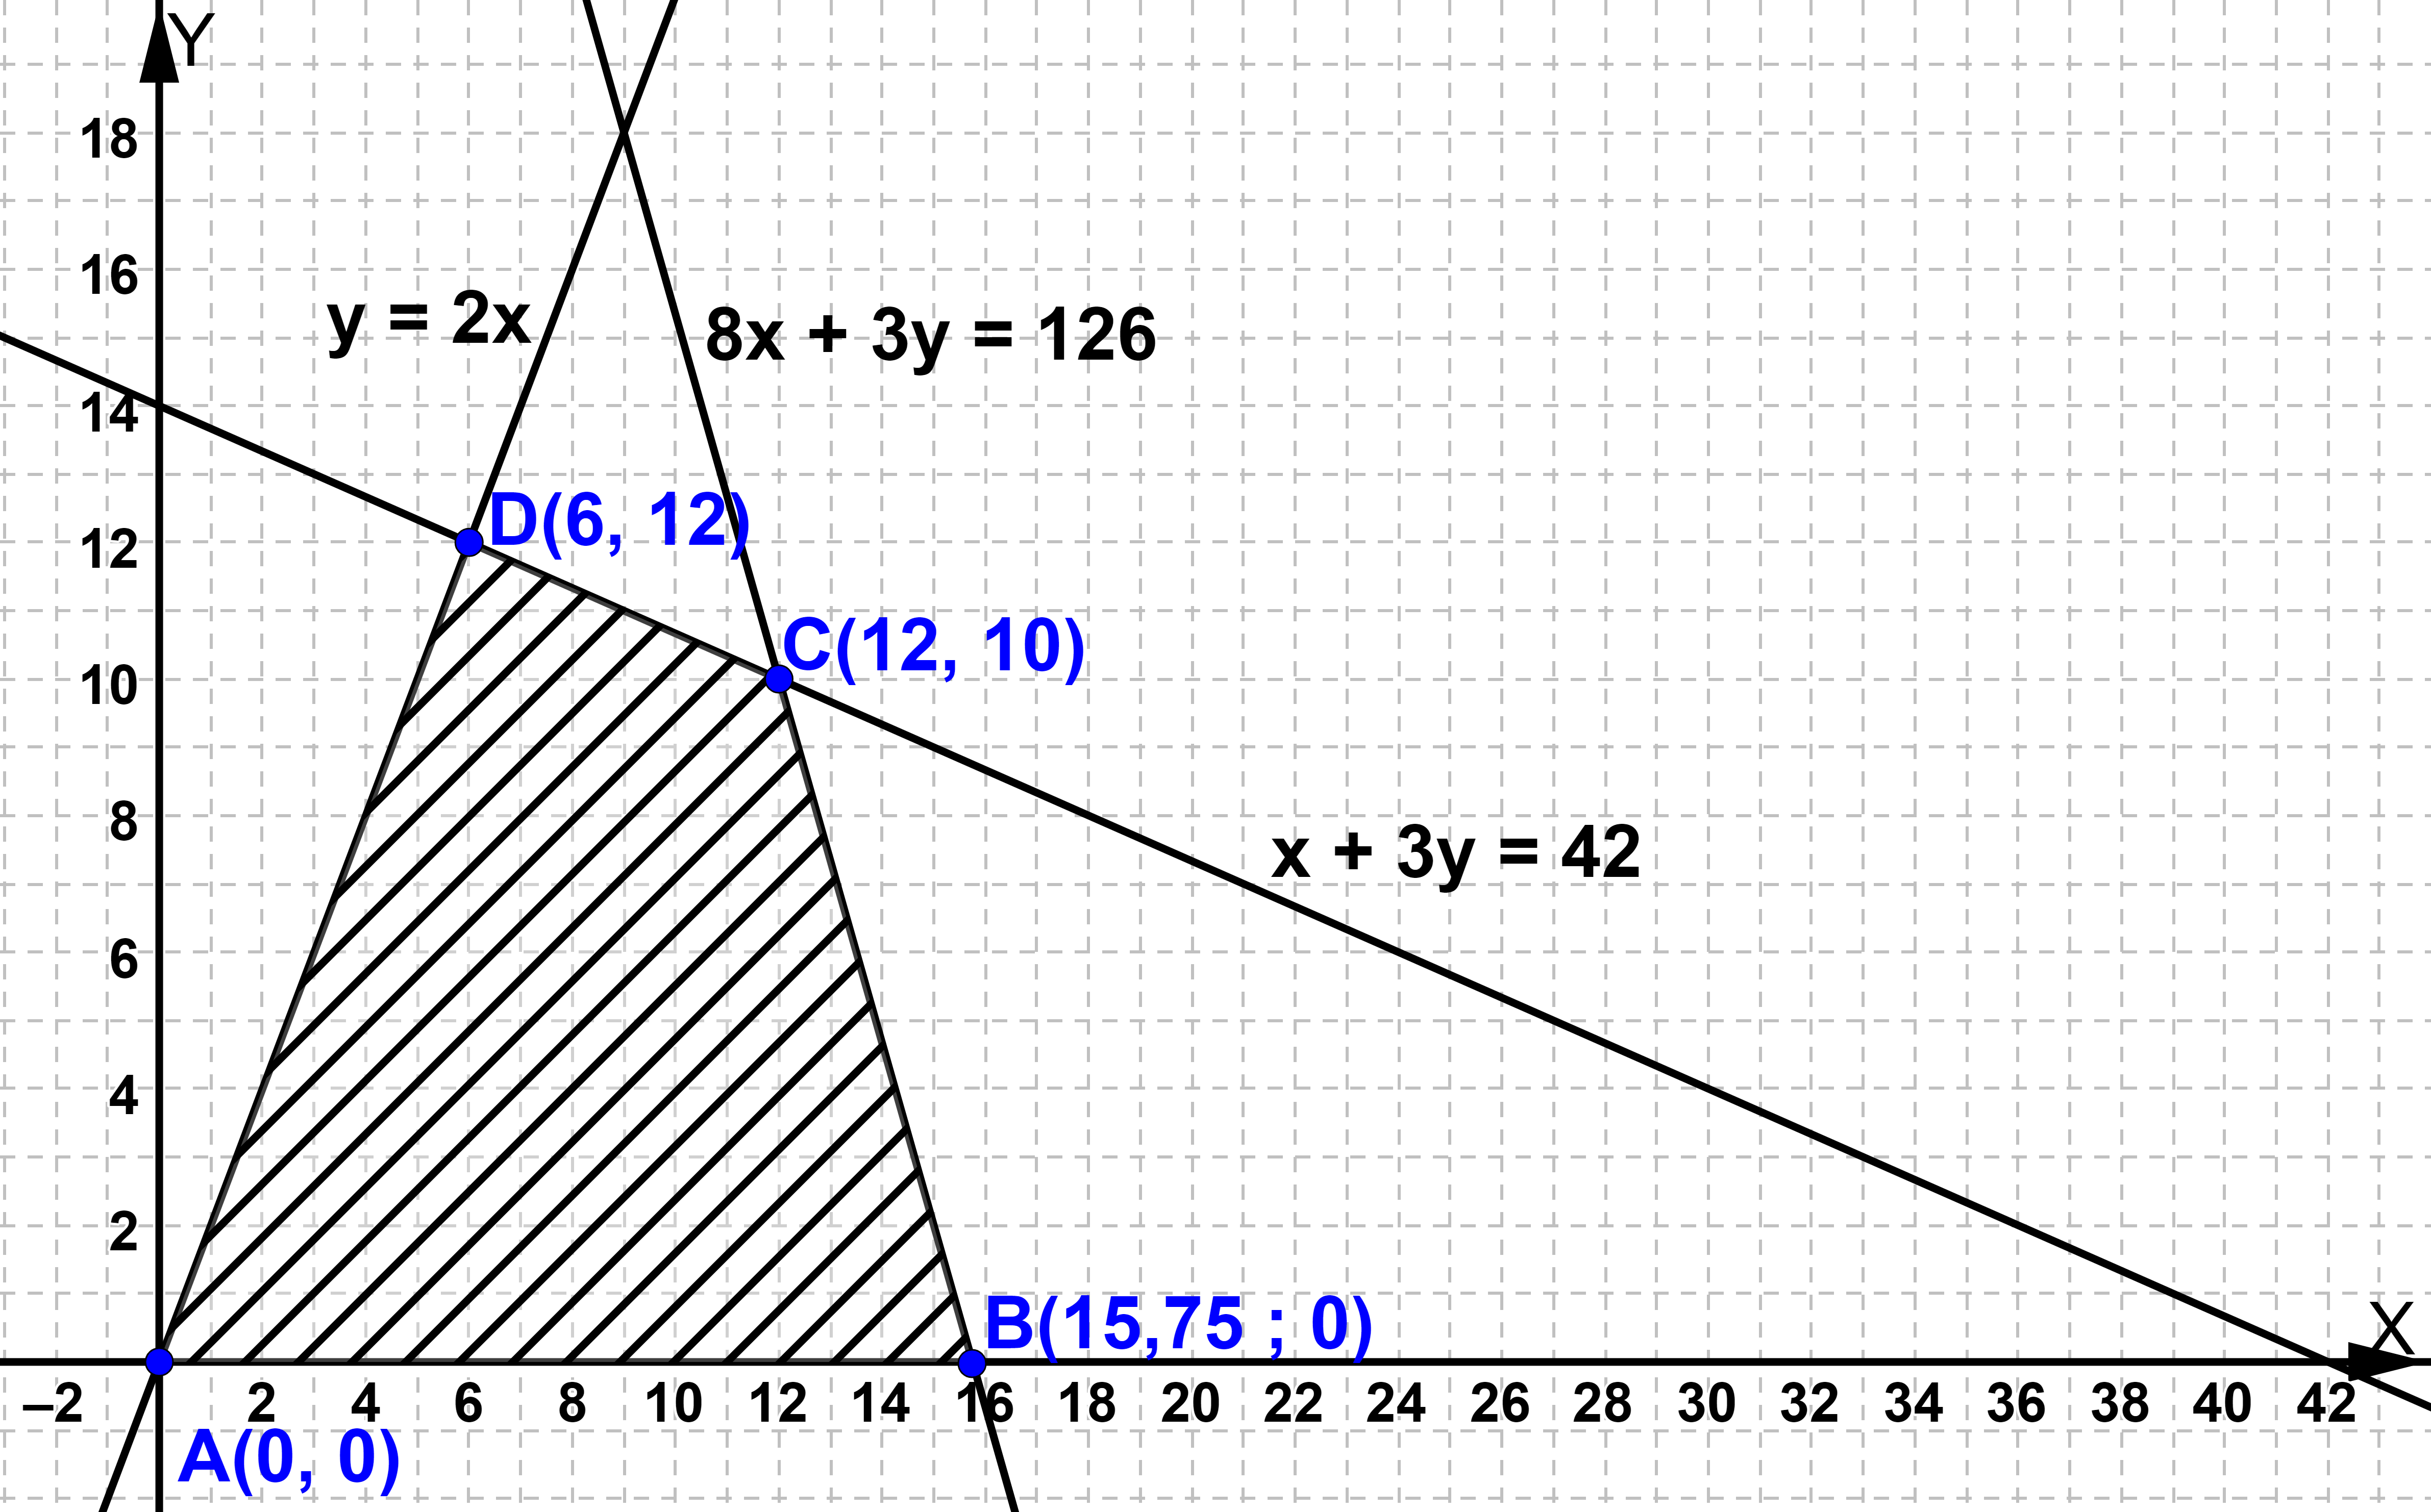 Y
18
16
y = 2x
8x + 3y = 126
14
D(6, 12)
12
C(12, 10)
10
8
x + 3y = 42
6
4
2
B(15,75 ; 0)
X
–2 2 4 6 8 10 12 14 16 18 20 22 24 26 28 30 32 34 36 38 40 42
A(0, 0)